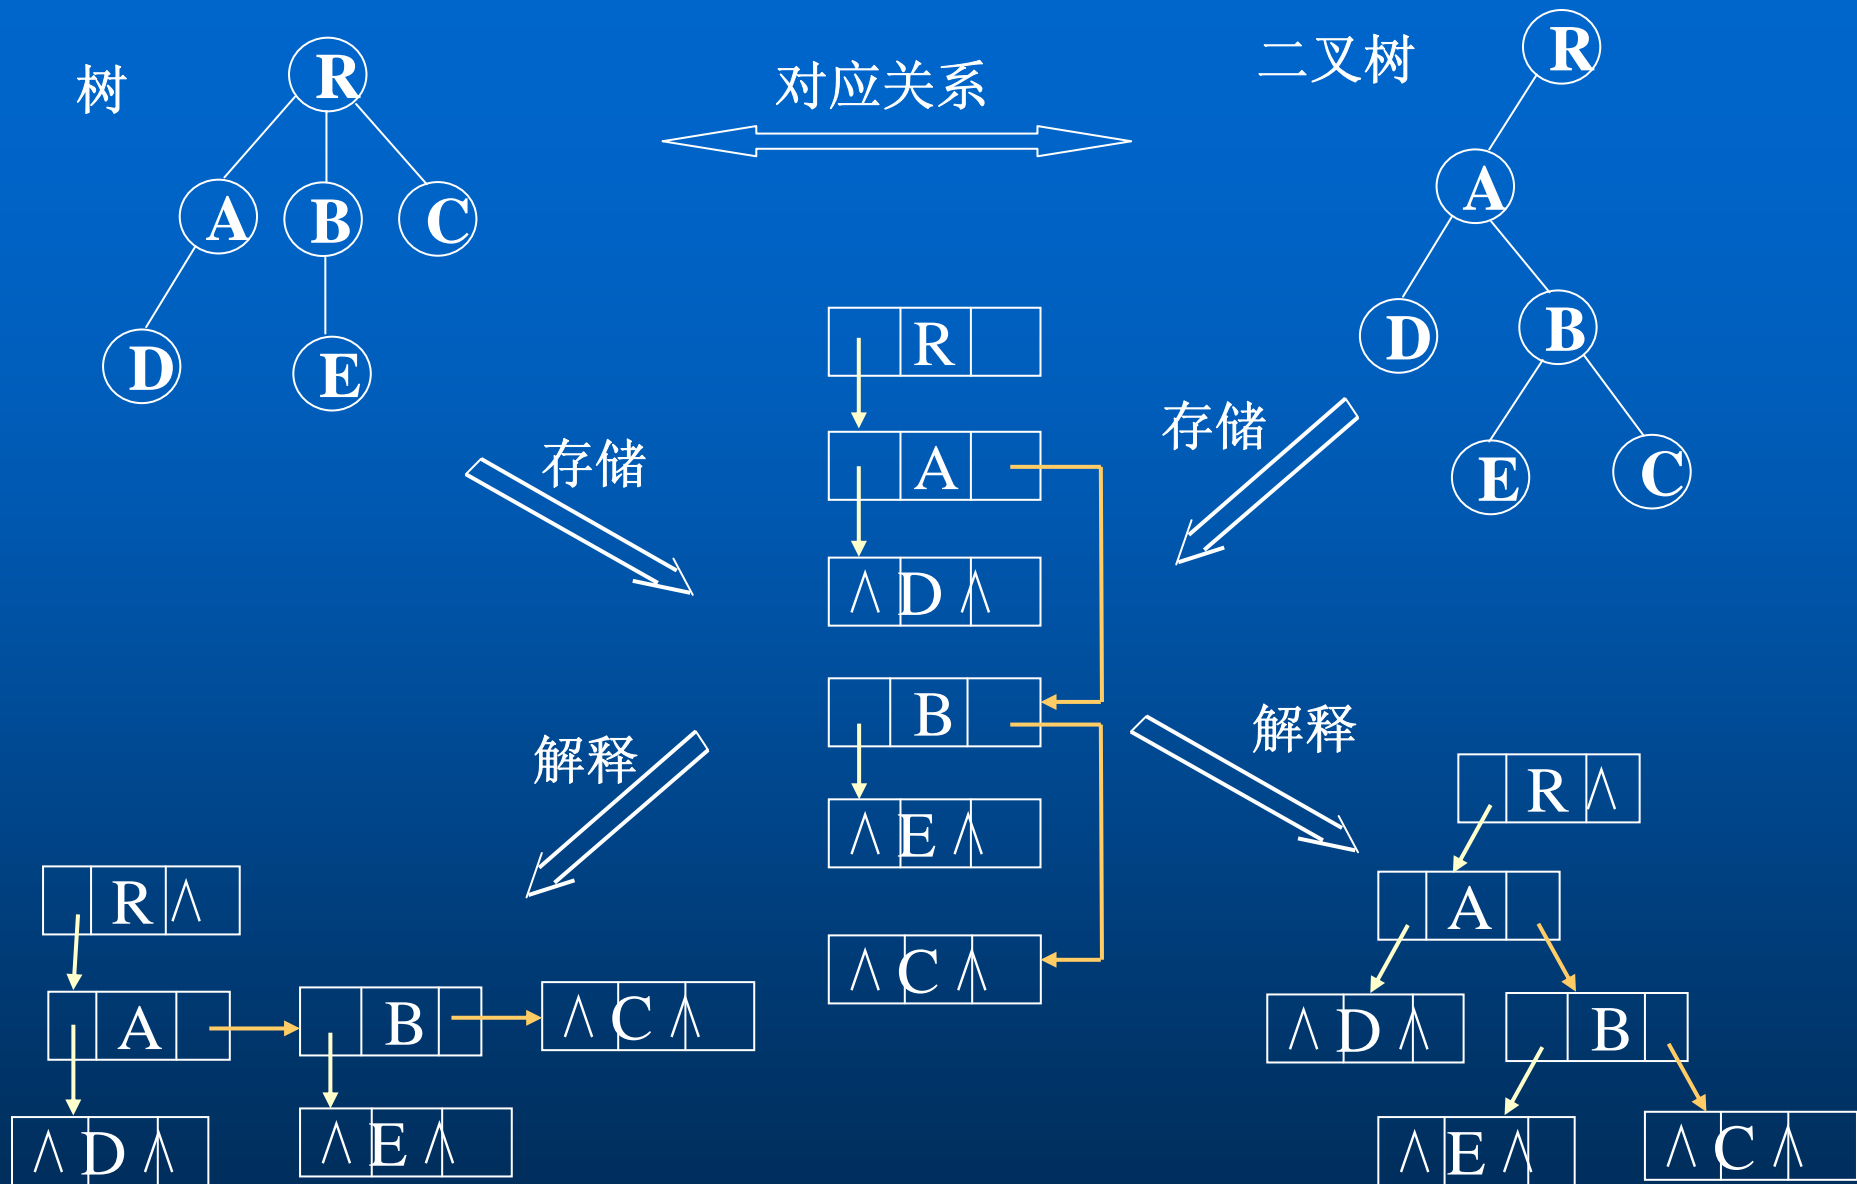 树
对应关系
二叉树
R
A B C
D E
R
A
D B
E C
存储
存储
R
A
∧ D ∧
B
∧ E ∧
∧ C ∧
解释
解释
R ∧
A B ∧ C ∧
∧ D ∧ ∧ E ∧
R ∧
A
∧ D ∧ B
∧ E ∧ ∧ C ∧